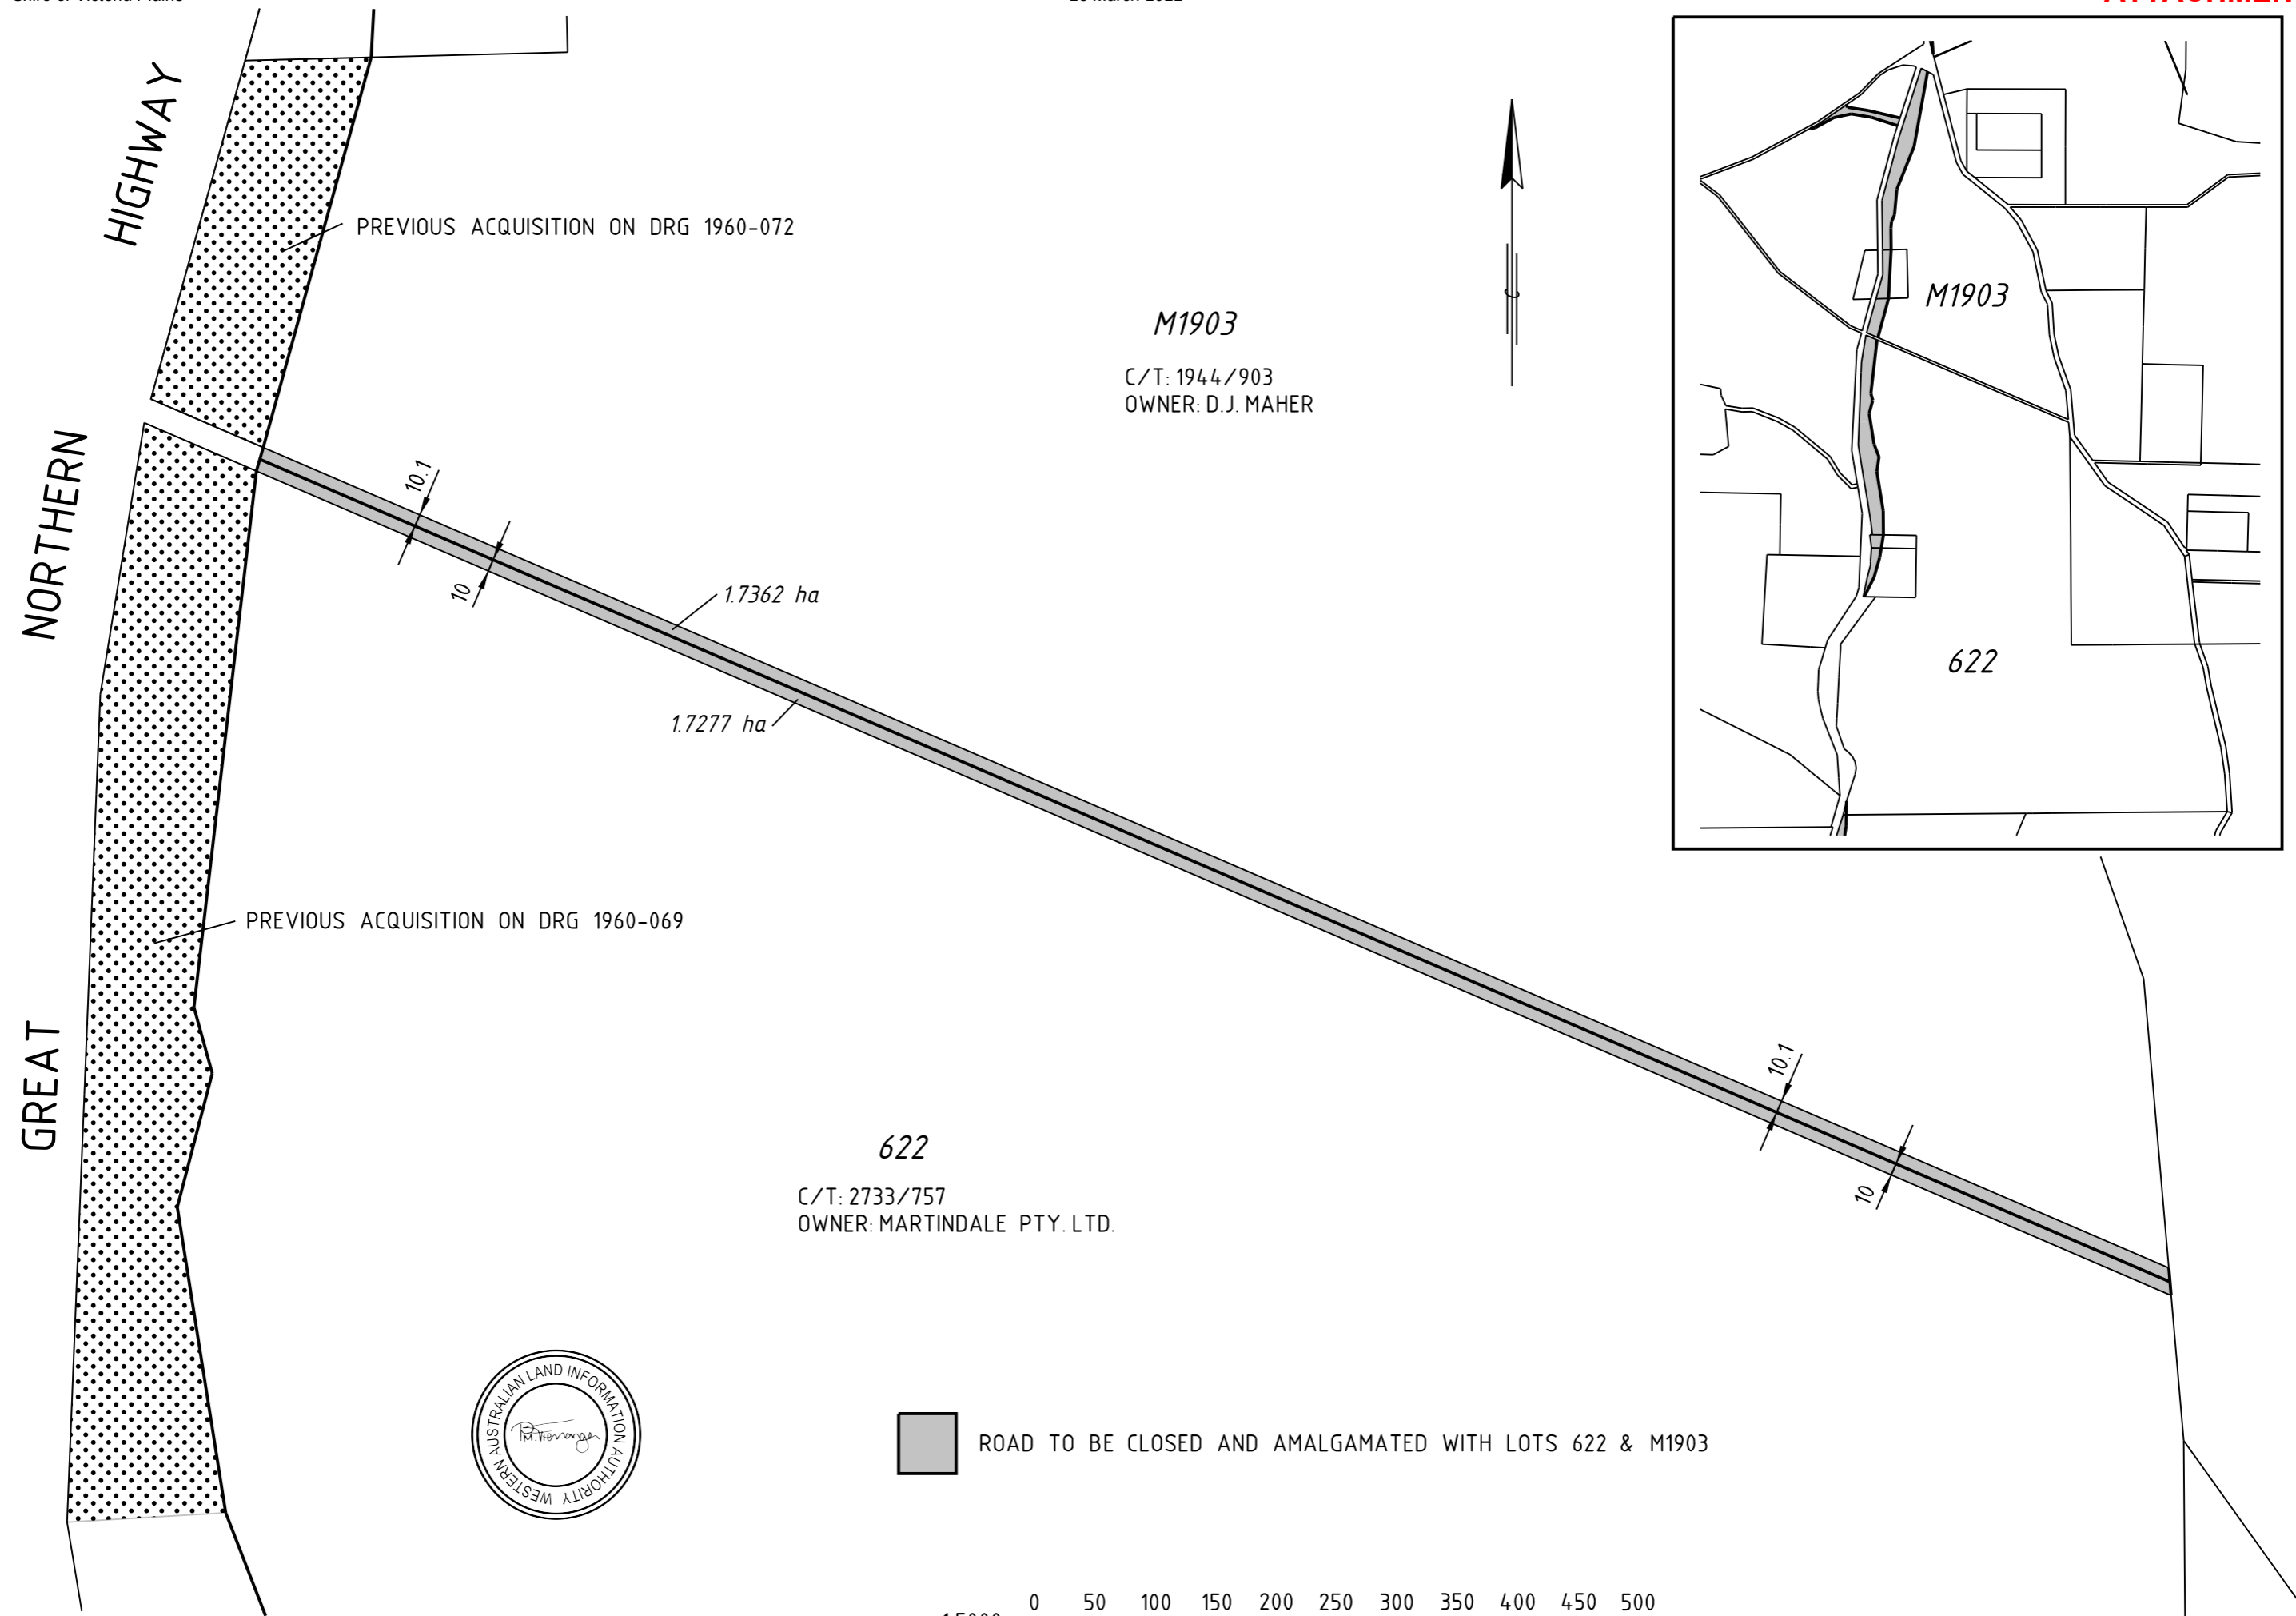 HIGHWAY
NORTHERN
GREAT
PREVIOUS ACQUISITION ON DRG 1960-072
M1903
C/T: 1944/903
OWNER: D.J. MAHER
M1903
622
10.1
10
1.7362 ha
1.7277 ha
PREVIOUS ACQUISITION ON DRG 1960-069
10.1
10
622
C/T: 2733/757
OWNER: MARTINDALE PTY. LTD.
WESTERN AUSTRALIAN LAND INFORMATION AUTHORITY
ROAD TO BE CLOSED AND AMALGAMATED WITH LOTS 622 & M1903
0 50 100 150 200 250 300 350 400 450 500